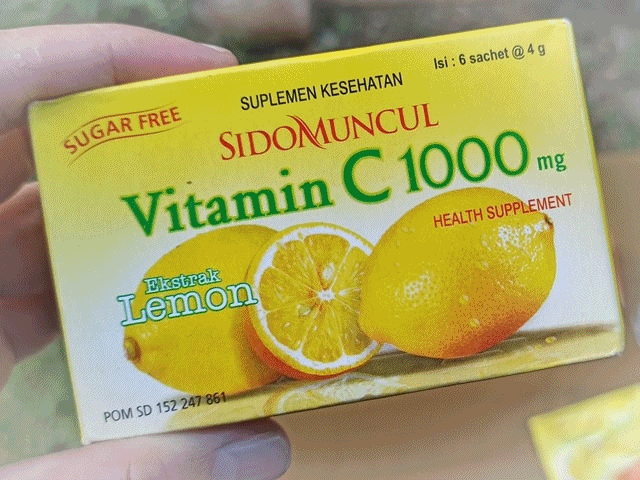 Isi : 6 sachet @ 4 g
SUPLEMEN KESEHATAN
SUGAR FREE
SIDOMUNCUL
Vitamin C 1000 mg
HEALTH SUPPLEMENT
Ekstrak
Lemon
POM SD 152 247 861